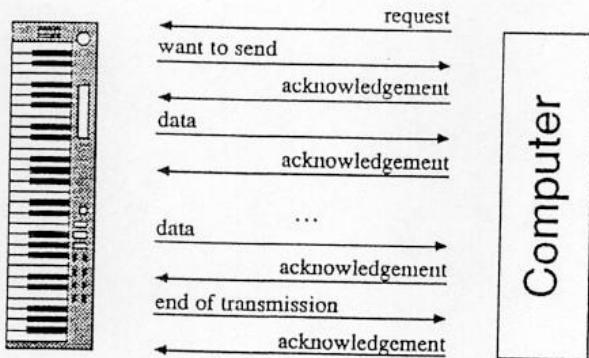 request
want to send
acknowledgement
data
acknowledgement
...
data
acknowledgement
end of transmission
acknowledgement
Computer